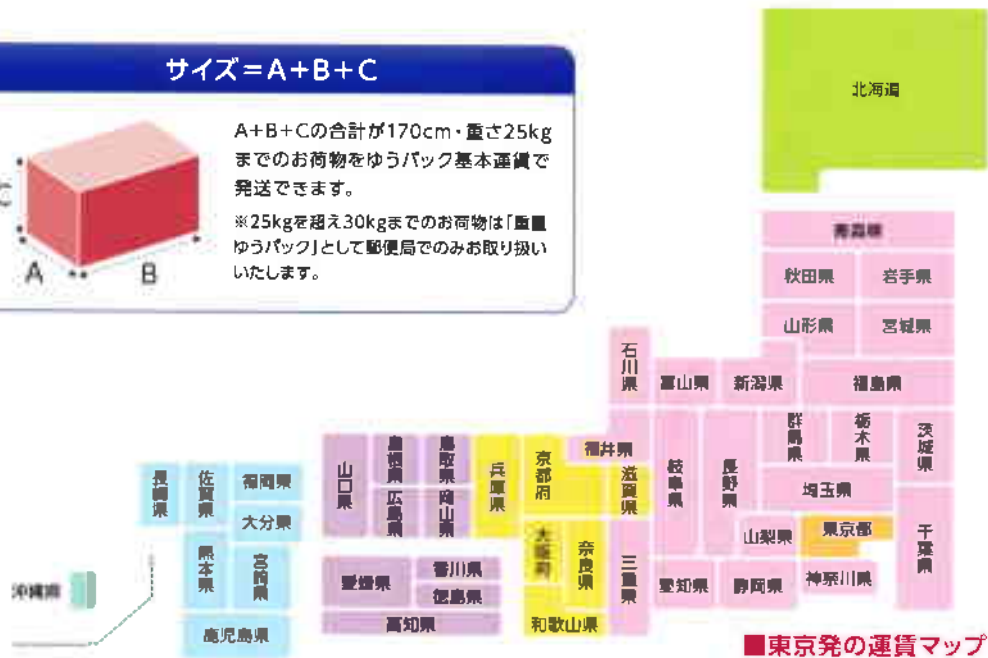 サイズ=A+B+C
A+B+Cの合計が170cm・重さ25kg
までのお荷物をゆうパック基本運賃で
発送できます。
※25kgを超え30kgまでのお荷物は「重量
ゆうパック」として郵便局でのみお取り扱い
いたします。
C
A
B
北海道
青森県
秋田県
岩手県
山形県
宮城県
石川県
富山県
新潟県
福島県
群馬県
栃木県
茨城県
福井県
山口県
島根県
鳥取県
兵庫県
京都府
滋賀県
岐阜県
長野県
埼玉県
長崎県
佐賀県
福岡県
広島県
岡山県
大分県
大阪府
奈良県
三重県
山梨県
東京都
千葉県
熊本県
宮崎県
愛媛県
香川県
徳島県
愛知県
静岡県
神奈川県
沖縄県
鹿児島県
高知県
和歌山県
■東京発の運賃マップ